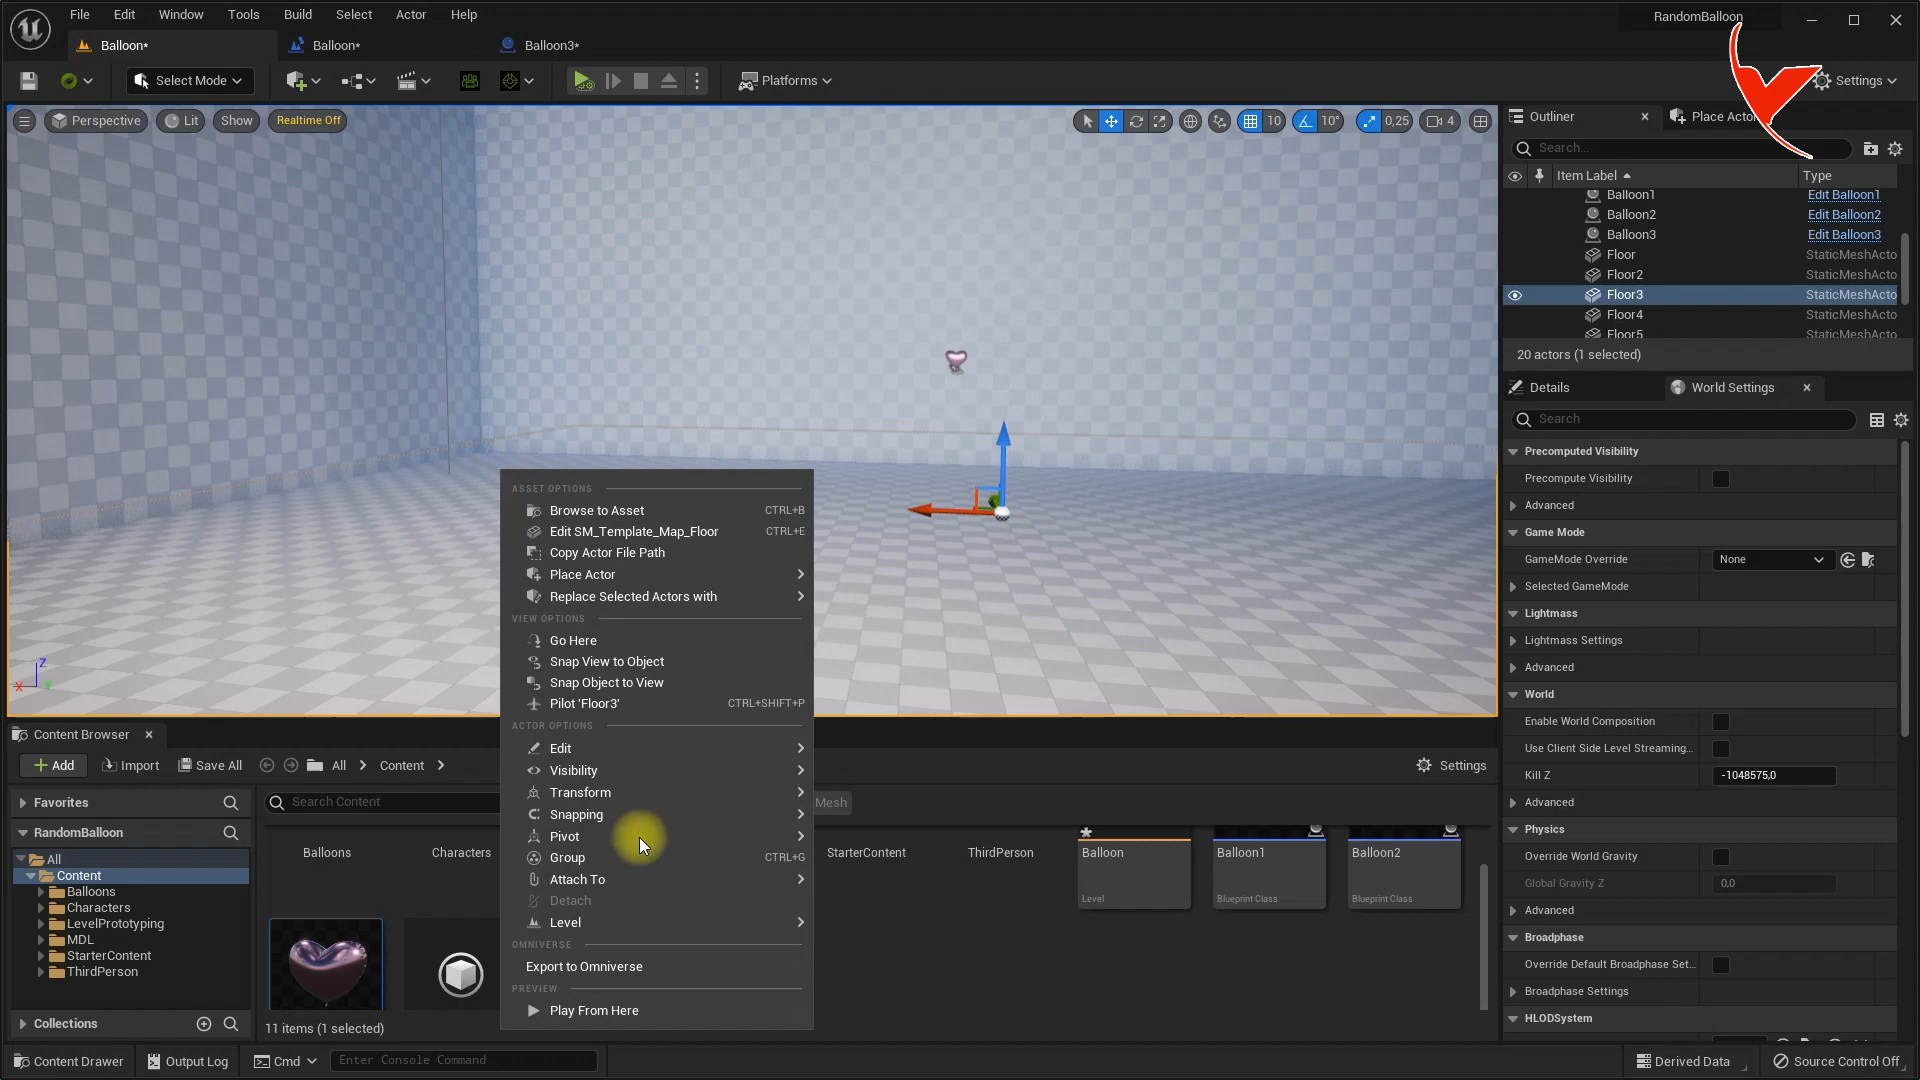 File Edit Window Tools Build Select Actor Help
RandomBalloon
Balloon* Balloon* Balloon3*
Select Mode Platforms Settings
Perspective Lit Show Realtime Off 10 10° 0,25 4
Outliner Place Actor
Search...
Item Label Type
Balloon1 Edit Balloon1
Balloon2 Edit Balloon2
Balloon3 Edit Balloon3
Floor StaticMeshActo
Floor2 StaticMeshActo
Floor3 StaticMeshActo
Floor4 StaticMeshActo
Floor5 StaticMeshActo
20 actors (1 selected)
Details World Settings
Search
Precomputed Visibility
Precompute Visibility
Advanced
Game Mode
GameMode Override None
Selected GameMode
Lightmass
Lightmass Settings
Advanced
World
Enable World Composition
Use Client Side Level Streaming...
Kill Z -1048575,0
Advanced
Physics
Override World Gravity
Global Gravity Z 0,0
Advanced
Broadphase
Override Default Broadphase Set...
Broadphase Settings
HLODSystem
ASSET OPTIONS
Browse to Asset CTRL+B
Edit SM_Template_Map_Floor CTRL+E
Copy Actor File Path
Place Actor
Replace Selected Actors with
VIEW OPTIONS
Go Here
Snap View to Object
Snap Object to View
Pilot 'Floor3' CTRL+SHIFT+P
ACTOR OPTIONS
Edit
Visibility
Transform
Snapping
Pivot
Group CTRL+G
Attach To
Detach
Level
OMNIVERSE
Export to Omniverse
PREVIEW
Play From Here
Z
X Y
Content Browser
Add Import Save All All Content Settings
Favorites
RandomBalloon
All
Content
Balloons
Characters
LevelPrototyping
MDL
StarterContent
ThirdPerson
Collections
Search Content Mesh
Balloons Characters StarterContent ThirdPerson Balloon Balloon1 Balloon2
Level Blueprint Class Blueprint Class
11 items (1 selected)
Content Drawer Output Log Cmd Enter Console Command Derived Data Source Control Off